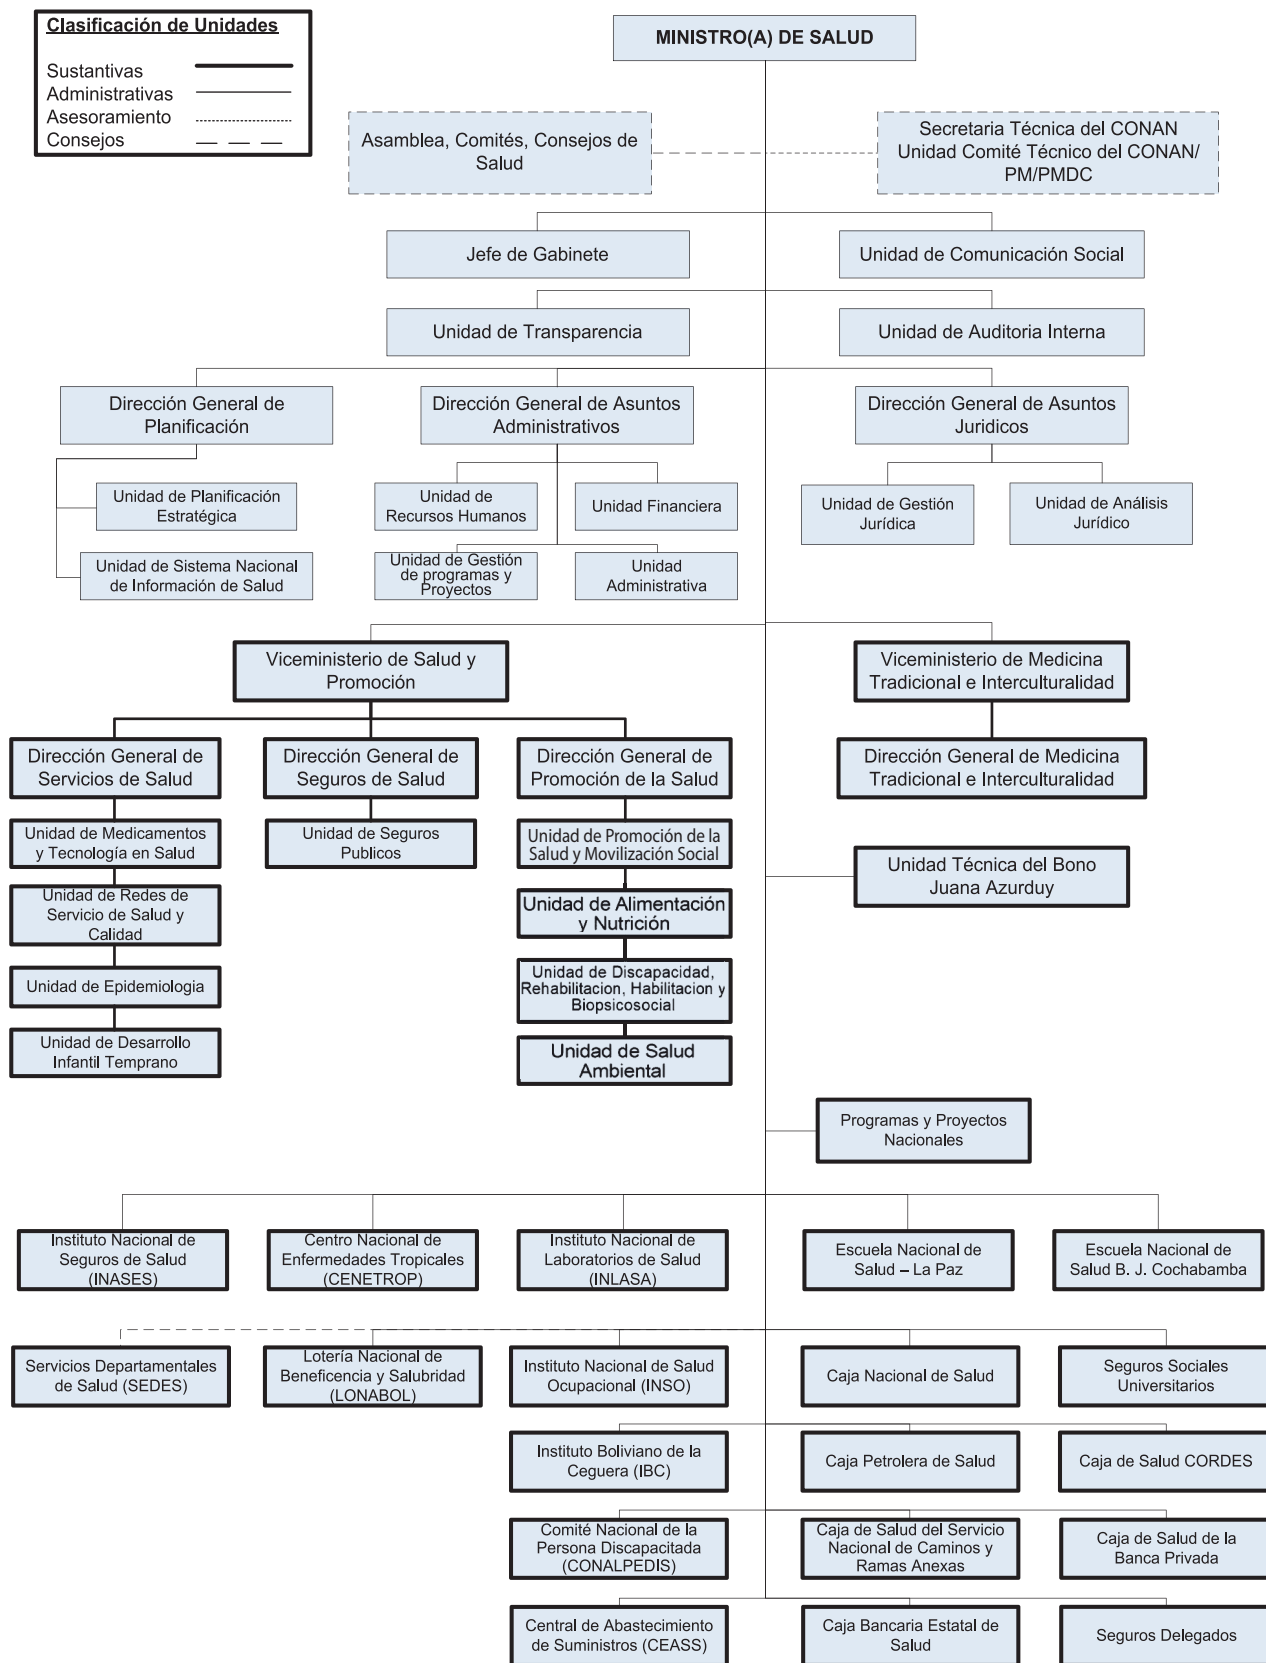 Clasificación de Unidades
Sustantivas
Administrativas
Asesoramiento
Consejos
MINISTRO(A) DE SALUD
Asamblea, Comités, Consejos de
Salud
Secretaria Técnica del CONAN
Unidad Comité Técnico del CONAN/
PM/PMDC
Jefe de Gabinete
Unidad de Comunicación Social
Unidad de Transparencia
Unidad de Auditoria Interna
Dirección General de
Planificación
Dirección General de Asuntos
Administrativos
Dirección General de Asuntos
Juridicos
Unidad de Planificación
Estratégica
Unidad de
Recursos Humanos
Unidad Financiera
Unidad de Gestión
Jurídica
Unidad de Análisis
Jurídico
Unidad de Sistema Nacional
de Información de Salud
Unidad de Gestión
de programas y
Proyectos
Unidad
Administrativa
Viceministerio de Salud y
Promoción
Viceministerio de Medicina
Tradicional e Interculturalidad
Dirección General de
Servicios de Salud
Dirección General de
Seguros de Salud
Dirección General de
Promoción de la Salud
Dirección General de Medicina
Tradicional e Interculturalidad
Unidad de Medicamentos
y Tecnología en Salud
Unidad de Seguros
Publicos
Unidad de Promoción de la
Salud y Movilización Social
Unidad Técnica del Bono
Juana Azurduy
Unidad de Redes de
Servicio de Salud y
Calidad
Unidad de Alimentación
y Nutrición
Unidad de Epidemiologia
Unidad de Discapacidad,
Rehabilitacion, Habilitacion y
Biopsicosocial
Unidad de Desarrollo
Infantil Temprano
Unidad de Salud
Ambiental
Programas y Proyectos
Nacionales
Instituto Nacional de
Seguros de Salud
(INASES)
Centro Nacional de
Enfermedades Tropicales
(CENETROP)
Instituto Nacional de
Laboratorios de Salud
(INLASA)
Escuela Nacional de
Salud – La Paz
Escuela Nacional de
Salud B. J. Cochabamba
Servicios Departamentales
de Salud (SEDES)
Lotería Nacional de
Beneficencia y Salubridad
(LONABOL)
Instituto Nacional de Salud
Ocupacional (INSO)
Caja Nacional de Salud
Seguros Sociales
Universitarios
Instituto Boliviano de la
Ceguera (IBC)
Caja Petrolera de Salud
Caja de Salud CORDES
Comité Nacional de la
Persona Discapacitada
(CONALPEDIS)
Caja de Salud del Servicio
Nacional de Caminos y
Ramas Anexas
Caja de Salud de la
Banca Privada
Central de Abastecimiento
de Suministros (CEASS)
Caja Bancaria Estatal de
Salud
Seguros Delegados